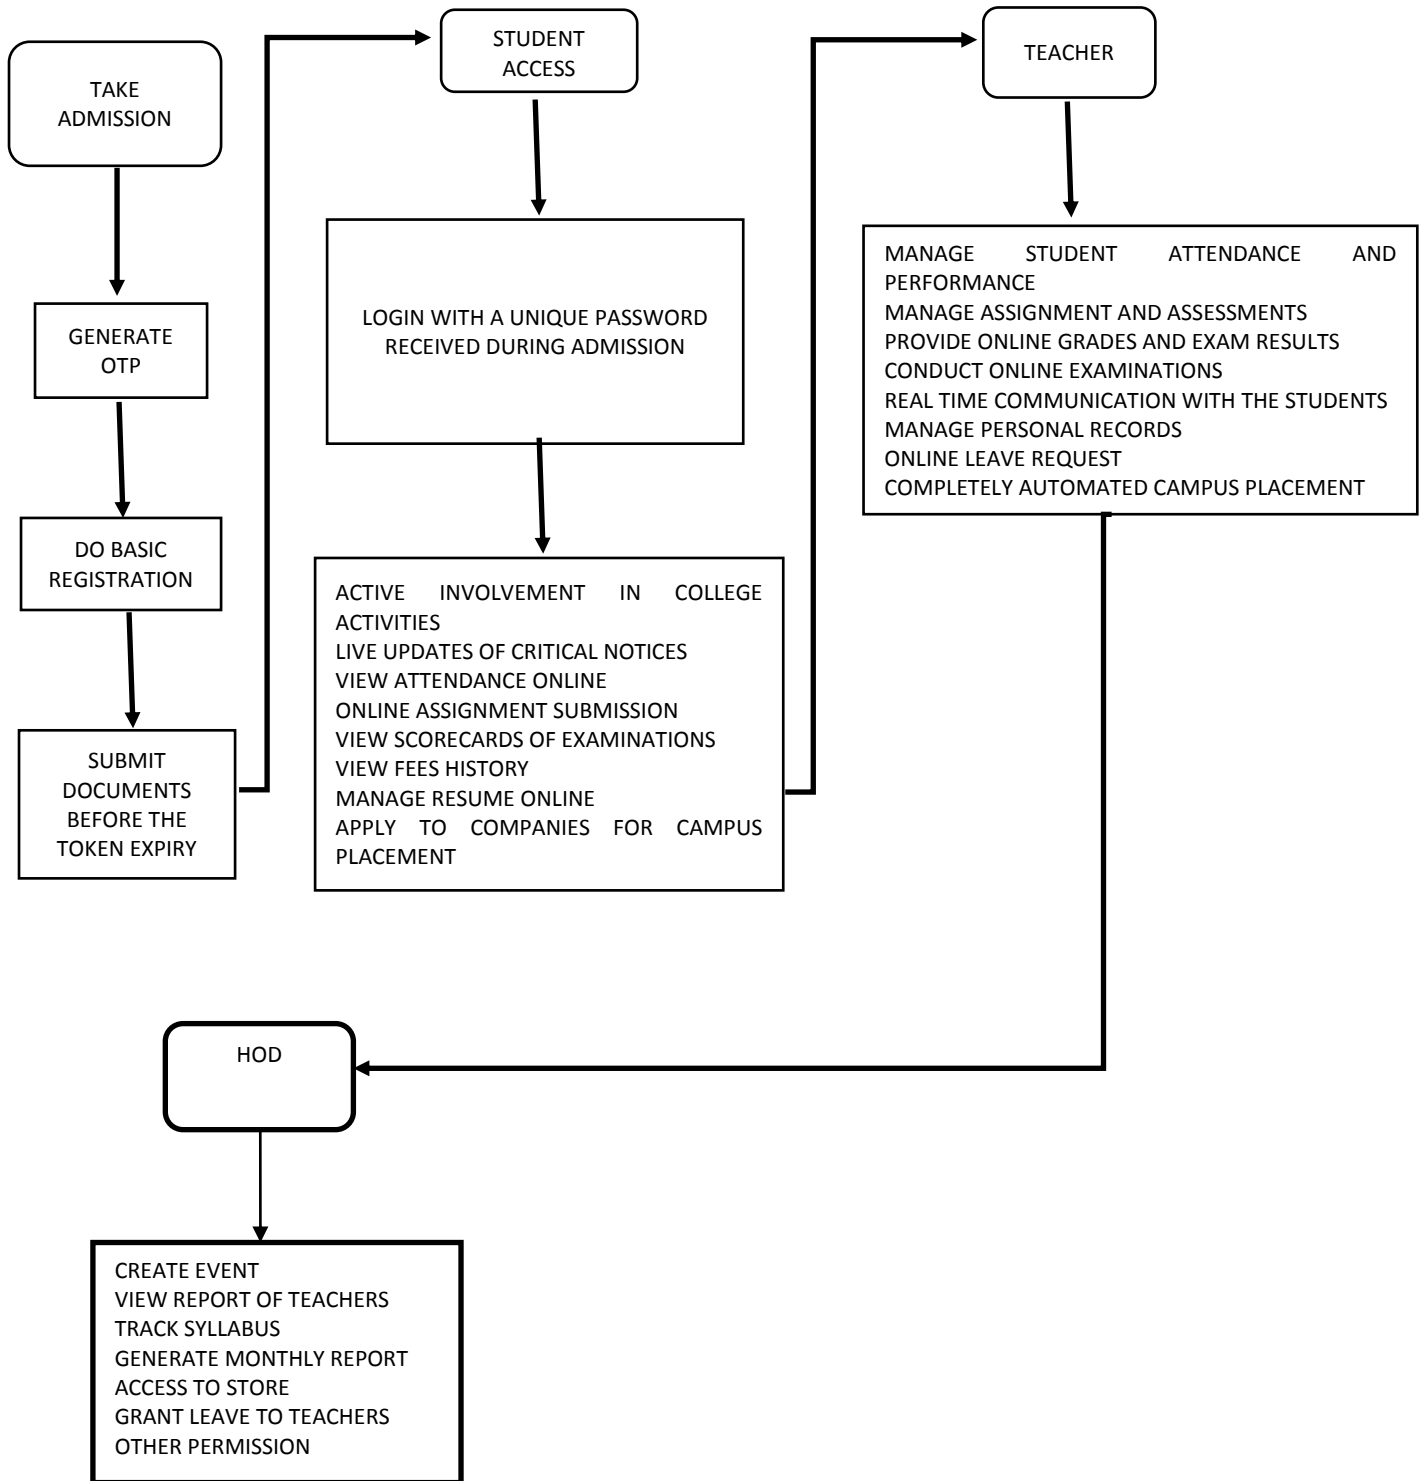 TAKE
ADMISSION
GENERATE
OTP
DO BASIC
REGISTRATION
SUBMIT
DOCUMENTS
BEFORE THE
TOKEN EXPIRY
STUDENT
ACCESS
LOGIN WITH A UNIQUE PASSWORD
RECEIVED DURING ADMISSION
ACTIVE INVOLVEMENT IN COLLEGE
ACTIVITIES
LIVE UPDATES OF CRITICAL NOTICES
VIEW ATTENDANCE ONLINE
ONLINE ASSIGNMENT SUBMISSION
VIEW SCORECARDS OF EXAMINATIONS
VIEW FEES HISTORY
MANAGE RESUME ONLINE
APPLY TO COMPANIES FOR CAMPUS
PLACEMENT
TEACHER
MANAGE STUDENT ATTENDANCE AND
PERFORMANCE
MANAGE ASSIGNMENT AND ASSESSMENTS
PROVIDE ONLINE GRADES AND EXAM RESULTS
CONDUCT ONLINE EXAMINATIONS
REAL TIME COMMUNICATION WITH THE STUDENTS
MANAGE PERSONAL RECORDS
ONLINE LEAVE REQUEST
COMPLETELY AUTOMATED CAMPUS PLACEMENT
HOD
CREATE EVENT
VIEW REPORT OF TEACHERS
TRACK SYLLABUS
GENERATE MONTHLY REPORT
ACCESS TO STORE
GRANT LEAVE TO TEACHERS
OTHER PERMISSION